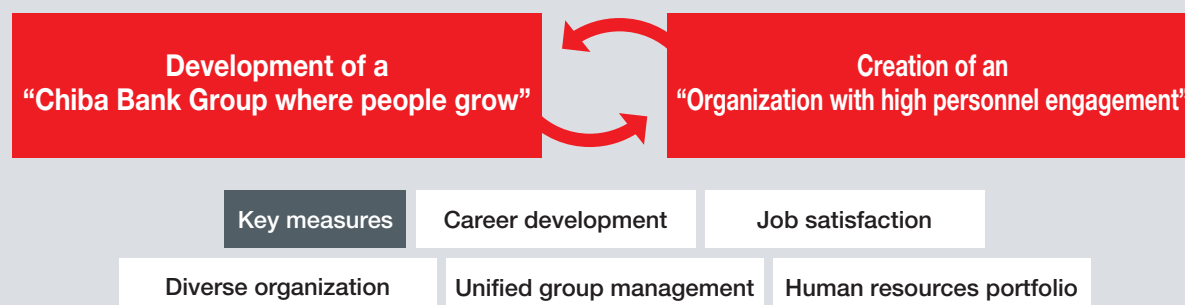 Development of a
“Chiba Bank Group where people grow”
Creation of an
“Organization with high personnel engagement”
Key measures
Career development
Job satisfaction
Diverse organization
Unified group management
Human resources portfolio